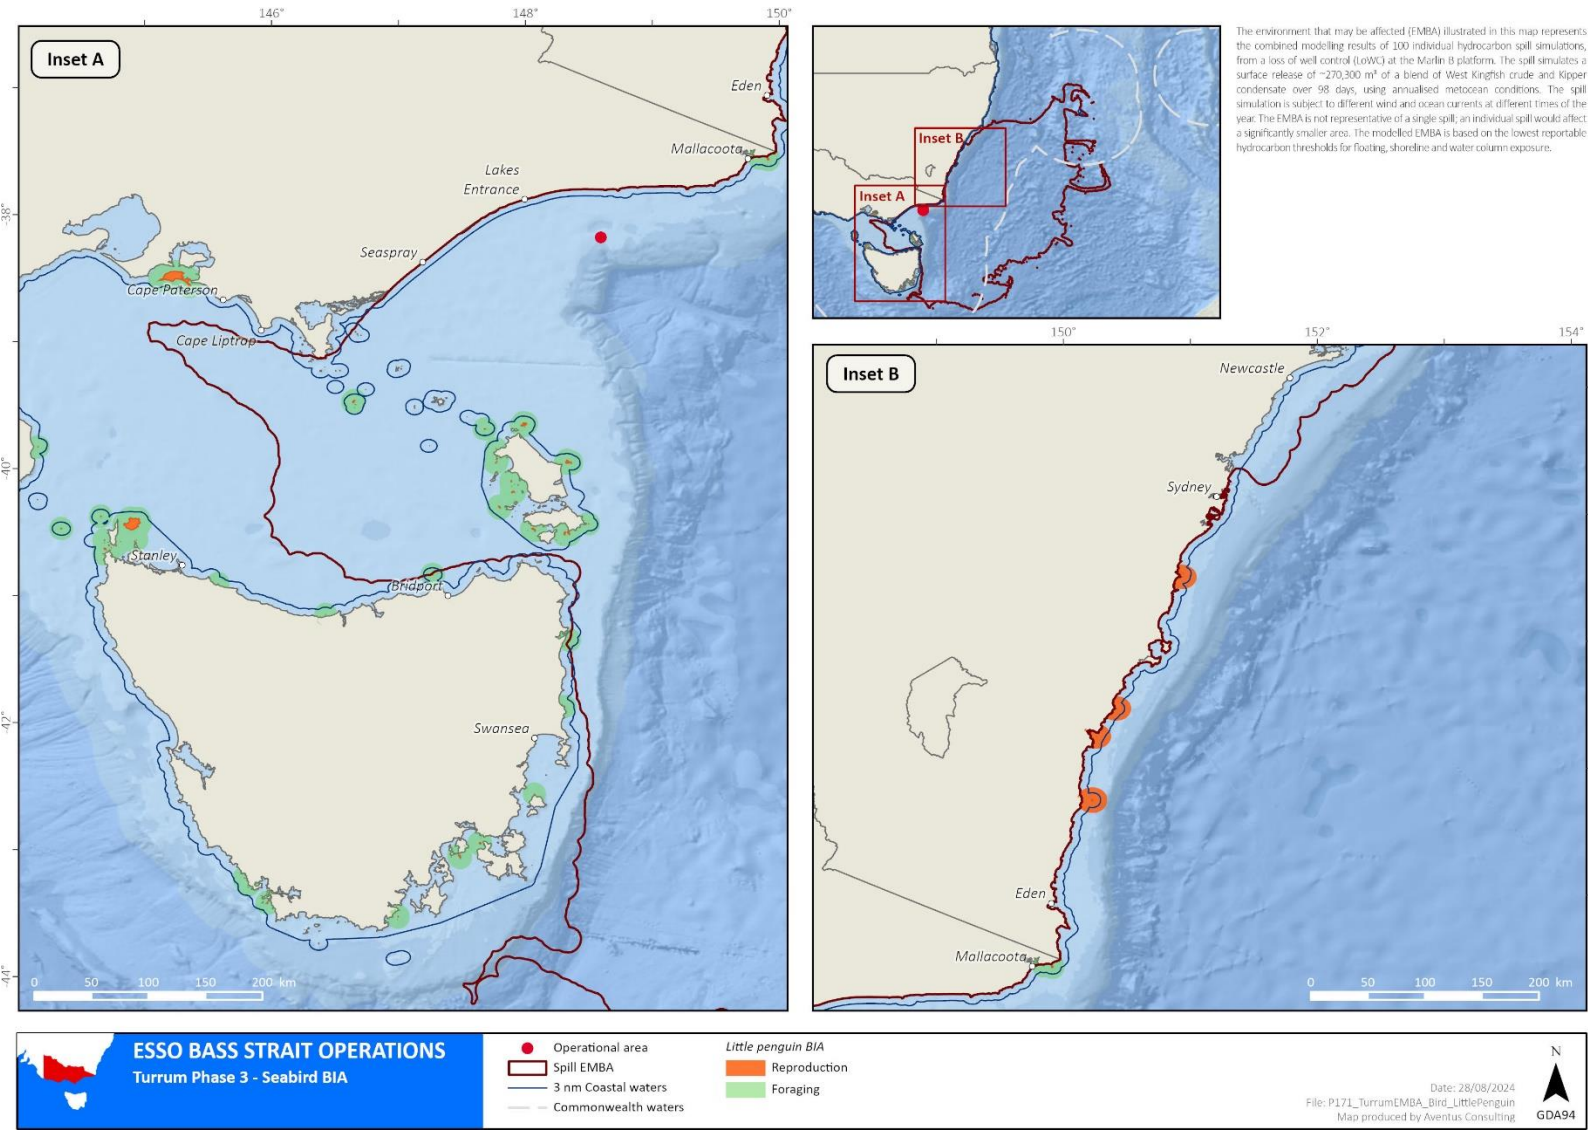 146°
148°
150°
Inset A
Eden
Mallacoota
Lakes
Entrance
-38°
Seaspray
Cape Paterson
Cape Liptrap
-40°
Stanley
Bridport
-42°
Swansea
-44°
0 50 100 150 200 km
Inset B
Inset A
The environment that may be affected (EMBA) illustrated in this map represents
the combined modelling results of 100 individual hydrocarbon spill simulations,
from a loss of well control (LoWC) at the Marlin B platform. The spill simulates a
surface release of ~270,300 m³ of a blend of West Kingfish crude and Kipper
condensate over 98 days, using annualised metocean conditions. The spill
simulation is subject to different wind and ocean currents at different times of the
year. The EMBA is not representative of a single spill; an individual spill would affect
a significantly smaller area. The modelled EMBA is based on the lowest reportable
hydrocarbon thresholds for floating, shoreline and water column exposure.
150°
152°
154°
Inset B
Newcastle
Sydney
Eden
Mallacoota
0 50 100 150 200 km
ESSO BASS STRAIT OPERATIONS
Turrum Phase 3 - Seabird BIA
Operational area
Spill EMBA
3 nm Coastal waters
Commonwealth waters
Little penguin BIA
Reproduction
Foraging
Date: 28/08/2024
File: P171_TurrumEMBA_Bird_LittlePenguin
Map produced by Aventus Consulting
N
GDA94